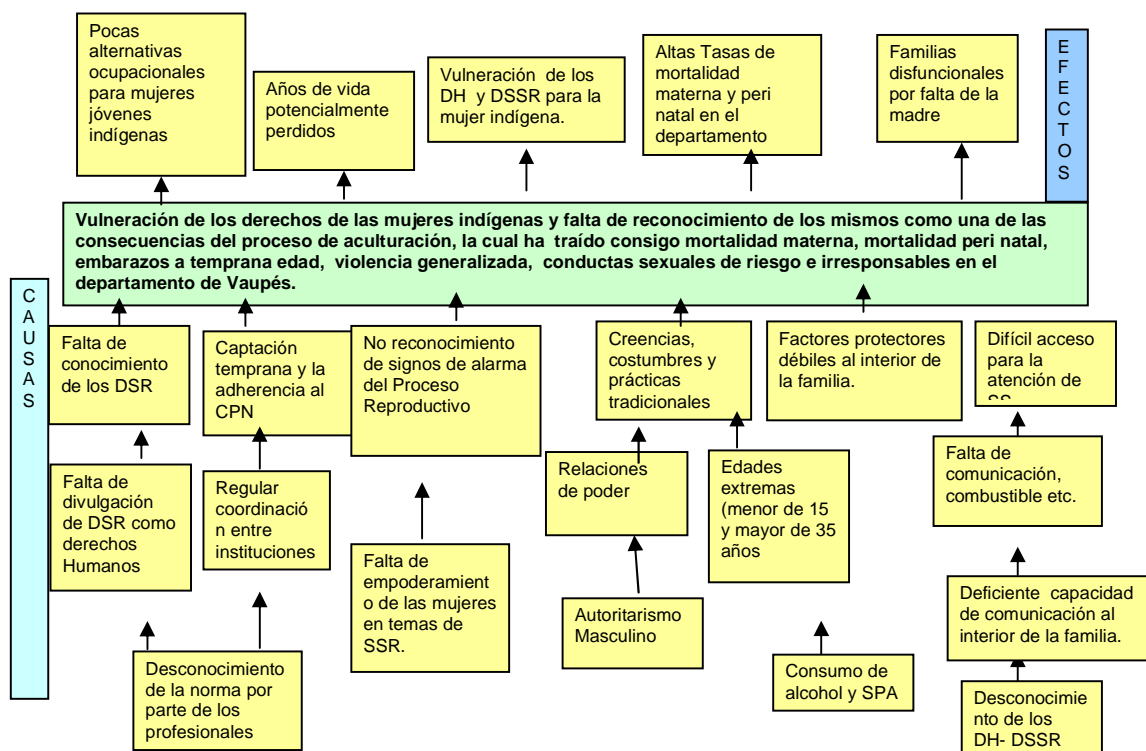 Pocas
alternativas
ocupacionales
para mujeres
jóvenes
indígenas
Años de vida
potencialmente
perdidos
Vulneración de los
DH y DSSR para la
mujer indígena.
Altas Tasas de
mortalidad
materna y peri
natal en el
departamento
Familias
disfuncionales
por falta de la
madre
E
F
E
C
T
O
S
Vulneración de los derechos de las mujeres indígenas y falta de reconocimiento de los mismos como una de las
consecuencias del proceso de aculturación, la cual ha traído consigo mortalidad materna, mortalidad peri natal,
embarazos a temprana edad, violencia generalizada, conductas sexuales de riesgo e irresponsables en el
departamento de Vaupés.
C
A
U
S
A
S
Falta de
conocimiento
de los DSR
Captación
temprana y la
adherencia al
CPN
No reconocimiento
de signos de alarma
del Proceso
Reproductivo
Creencias,
costumbres y
prácticas
tradicionales
Factores protectores
débiles al interior de
la familia.
Difícil acceso
para la
atención de
Falta de
divulgación
de DSR como
derechos
Humanos
Regular
coordinació
n entre
instituciones
Falta de
empoderamient
o de las mujeres
en temas de
SSR.
Relaciones
de poder
Edades
extremas
(menor de 15
y mayor de 35
años
Falta de
comunicación,
combustible etc.
Desconocimiento
de la norma por
parte de los
profesionales
Autoritarismo
Masculino
Consumo de
alcohol y SPA
Deficiente capacidad
de comunicación al
interior de la familia.
Desconocimie
nto de los
DH- DSSR